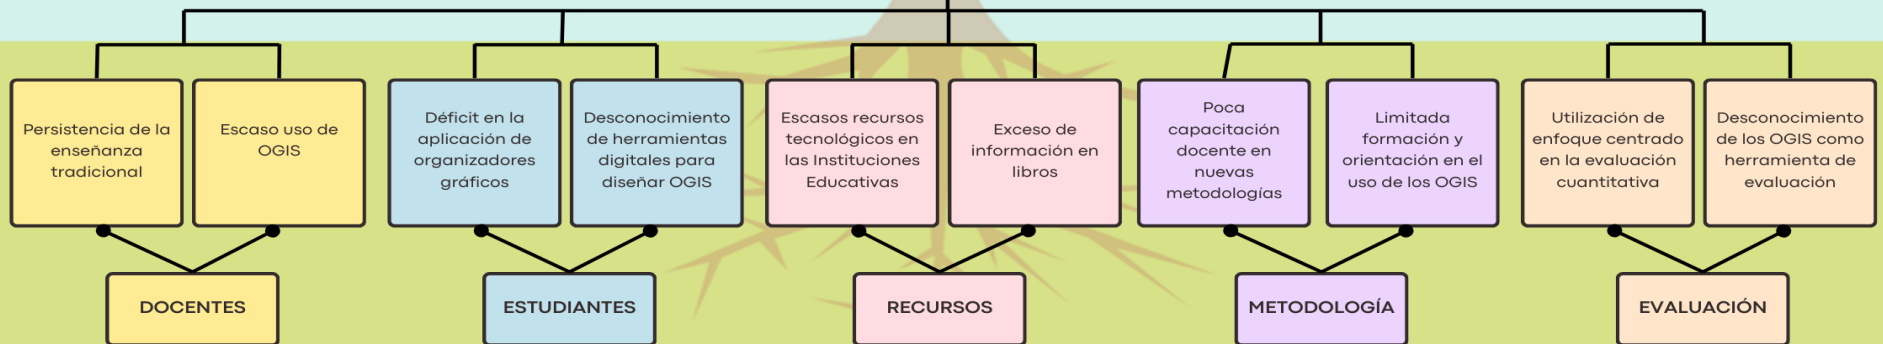 Persistencia de la
enseñanza
tradicional
Escaso uso de
OGIS
Déficit en la
aplicación de
organizadores
gráficos
Desconocimiento
de herramientas
digitales para
diseñar OGIS
Escasos recursos
tecnológicos en
las Instituciones
Educativas
Exceso de
información en
libros
Poca
capacitación
docente en
nuevas
metodologías
Limitada
formación y
orientación en el
uso de los OGIS
Utilización de
enfoque centrado
en la evaluación
cuantitativa
Desconocimiento
de los OGIS como
herramienta de
evaluación
DOCENTES
ESTUDIANTES
RECURSOS
METODOLOGÍA
EVALUACIÓN